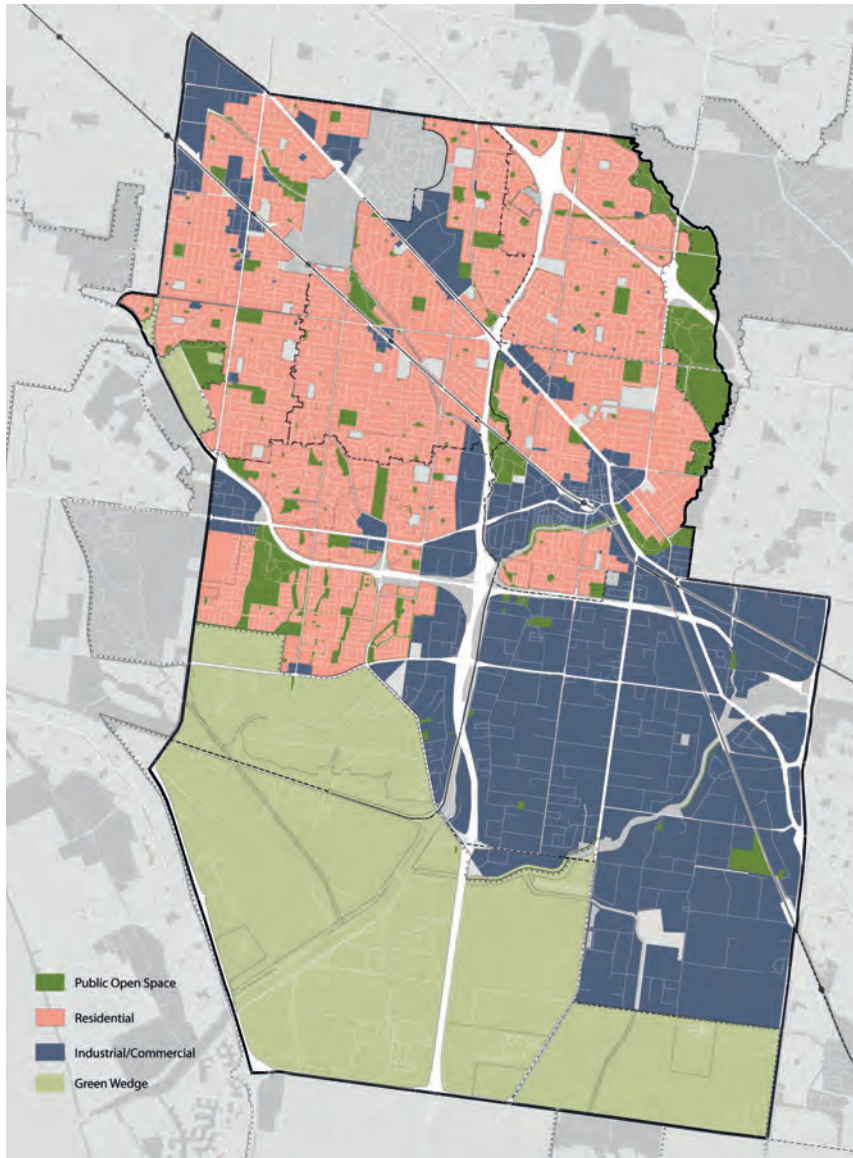 Public Open Space
Residential
Industrial/Commercial
Green Wedge